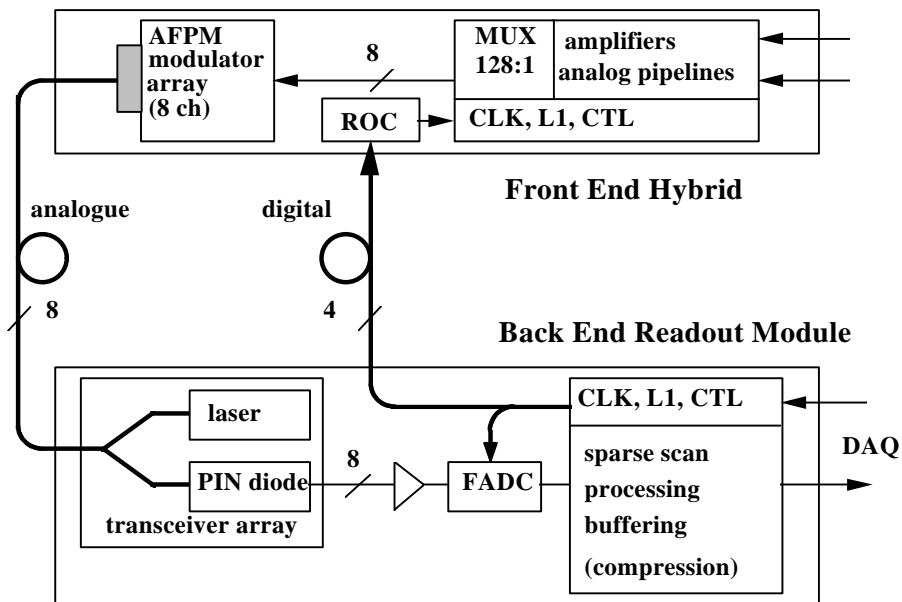 AFPM
modulator
array
(8 ch)
8
MUX
128:1
amplifiers
analog pipelines
ROC
CLK, L1, CTL
Front End Hybrid
analogue
digital
8
4
Back End Readout Module
laser
PIN diode
transceiver array
8
FADC
CLK, L1, CTL
sparse scan
processing
buffering
(compression)
DAQ